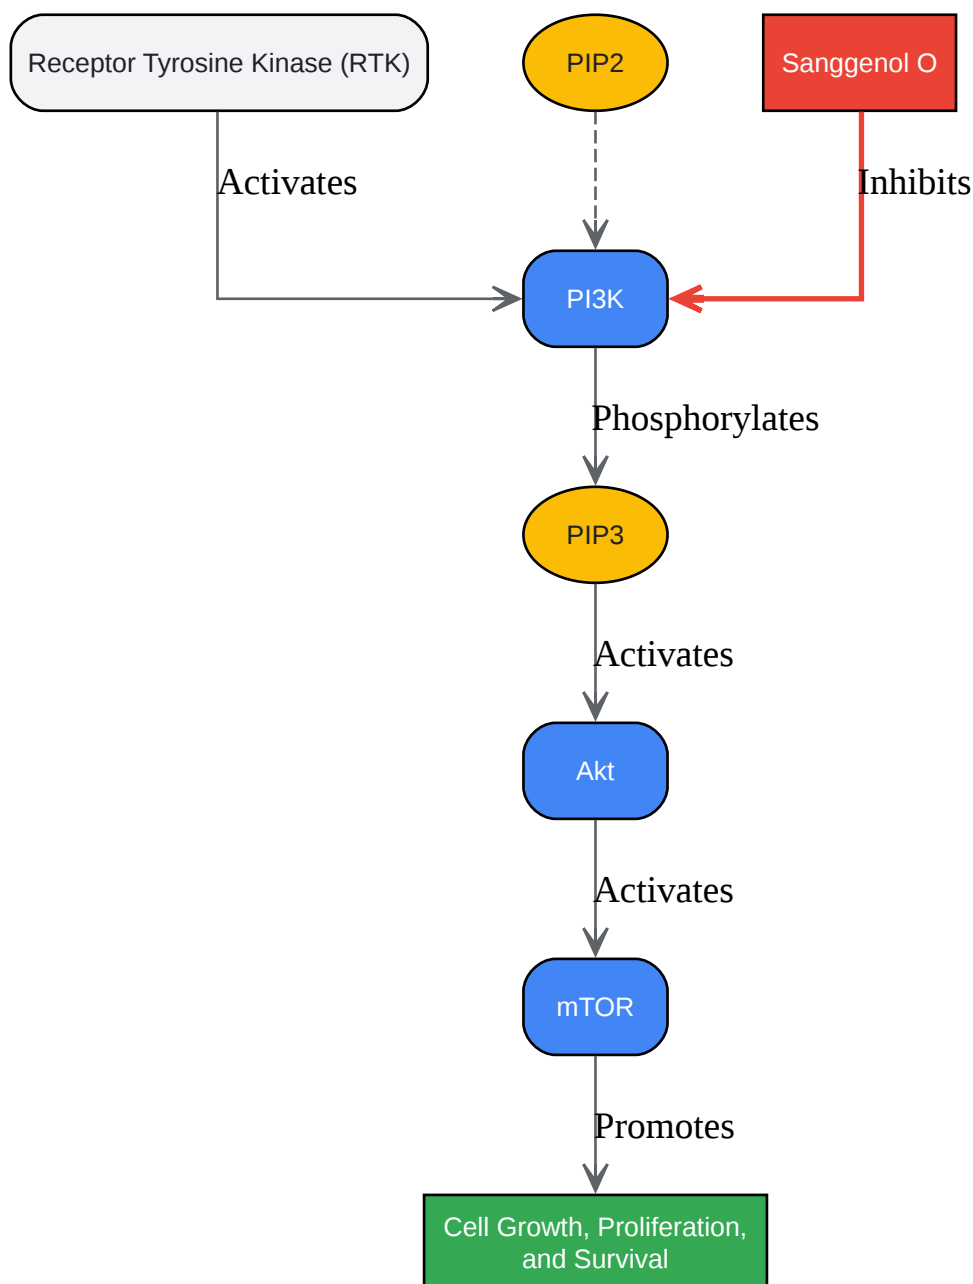 Receptor Tyrosine Kinase (RTK)
PIP2
Sanggenol O
Activates
Inhibits
PI3K
Phosphorylates
PIP3
Activates
Akt
Activates
mTOR
Promotes
Cell Growth, Proliferation,
and Survival